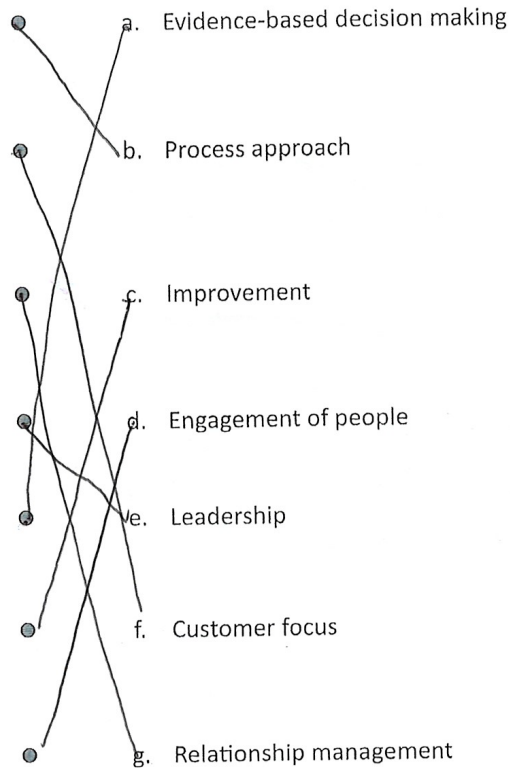 a. Evidence-based decision making
b. Process approach
c. Improvement
d. Engagement of people
e. Leadership
f. Customer focus
g. Relationship management